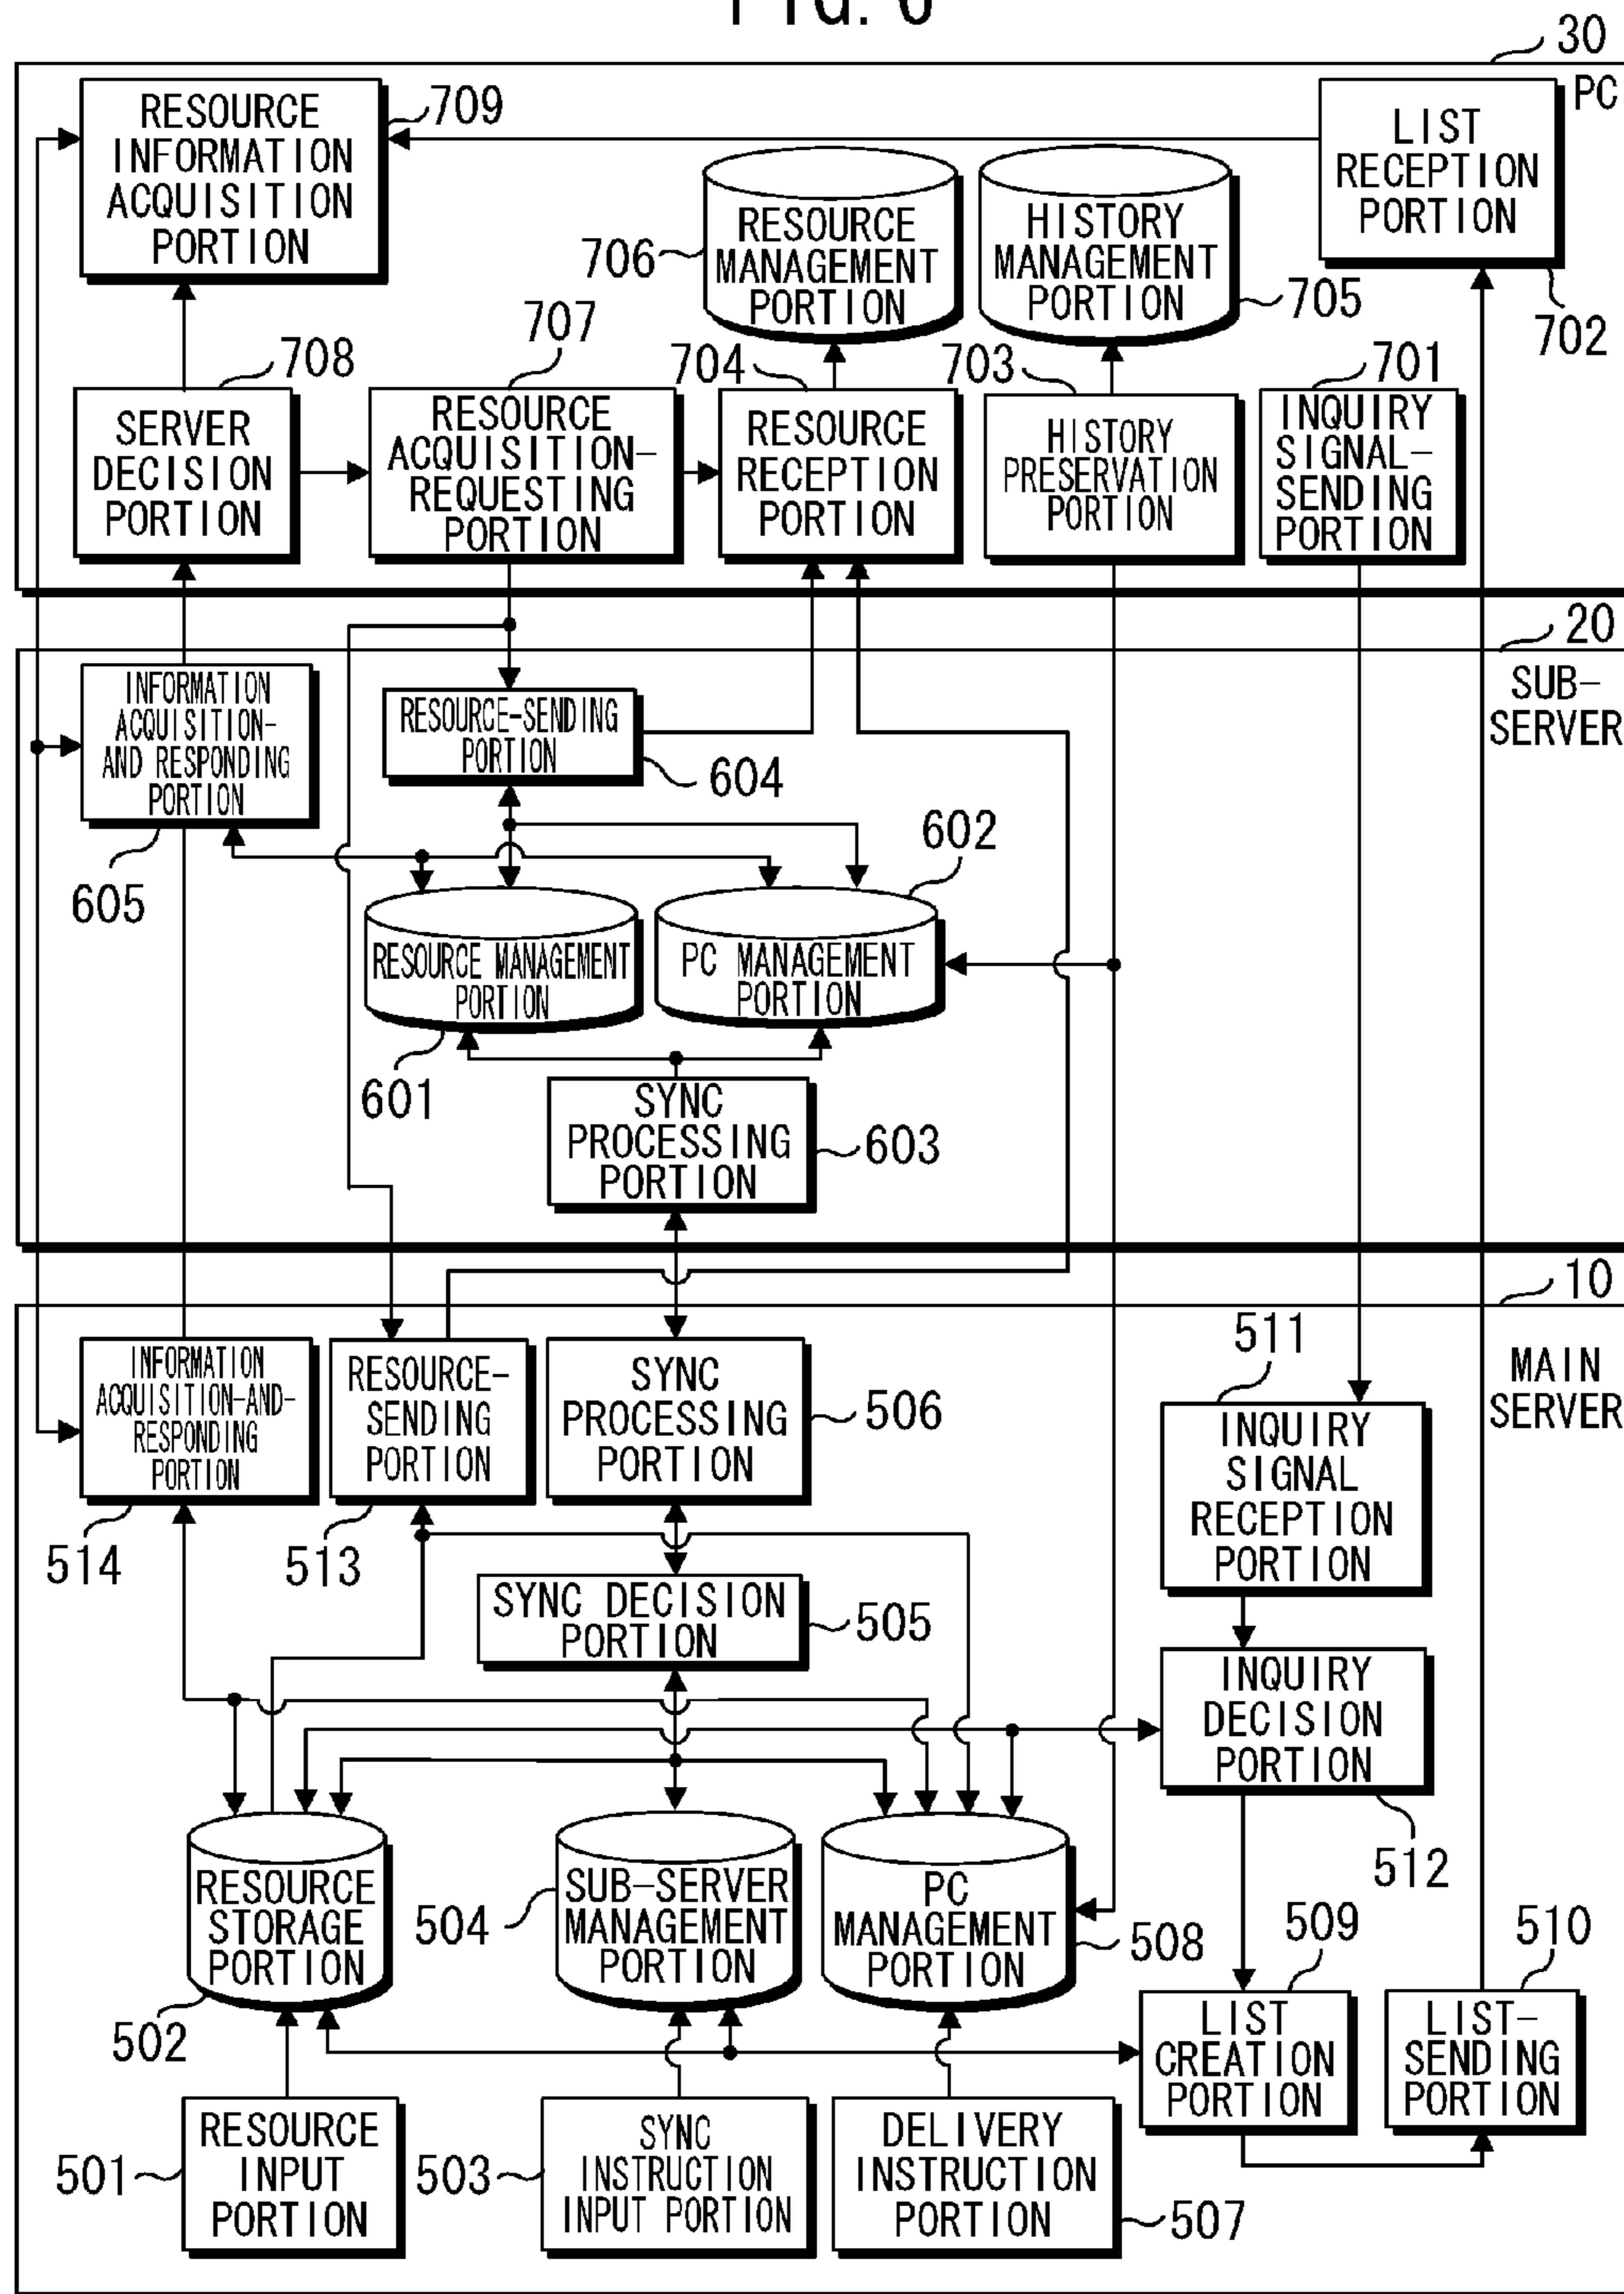 FIG. 6
30
PC
RESOURCE
INFORMATION
ACQUISITION
PORTION
709
LIST
RECEPTION
PORTION
702
706
RESOURCE
MANAGEMENT
PORTION
HISTORY
MANAGEMENT
PORTION
705
708
SERVER
DECISION
PORTION
707
RESOURCE
ACQUISITION-
REQUESTING
PORTION
704
RESOURCE
RECEPTION
PORTION
703
HISTORY
PRESERVATION
PORTION
701
INQUIRY
SIGNAL-
SENDING
PORTION
20
SUB-
SERVER
INFORMATION
ACQUISITION-
AND RESPONDING
PORTION
605
RESOURCE-SENDING
PORTION
604
602
RESOURCE MANAGEMENT
PORTION
601
PC MANAGEMENT
PORTION
SYNC
PROCESSING
PORTION
603
10
MAIN
SERVER
INFORMATION
ACQUISITION-AND-
RESPONDING
PORTION
514
RESOURCE-
SENDING
PORTION
513
SYNC
PROCESSING
PORTION
506
511
INQUIRY
SIGNAL
RECEPTION
PORTION
SYNC DECISION
PORTION
505
INQUIRY
DECISION
PORTION
512
RESOURCE
STORAGE
PORTION
502
504
SUB-SERVER
MANAGEMENT
PORTION
PC
MANAGEMENT
PORTION
508
509
LIST
CREATION
PORTION
510
LIST-
SENDING
PORTION
501
RESOURCE
INPUT
PORTION
503
SYNC
INSTRUCTION
INPUT PORTION
DELIVERY
INSTRUCTION
PORTION
507